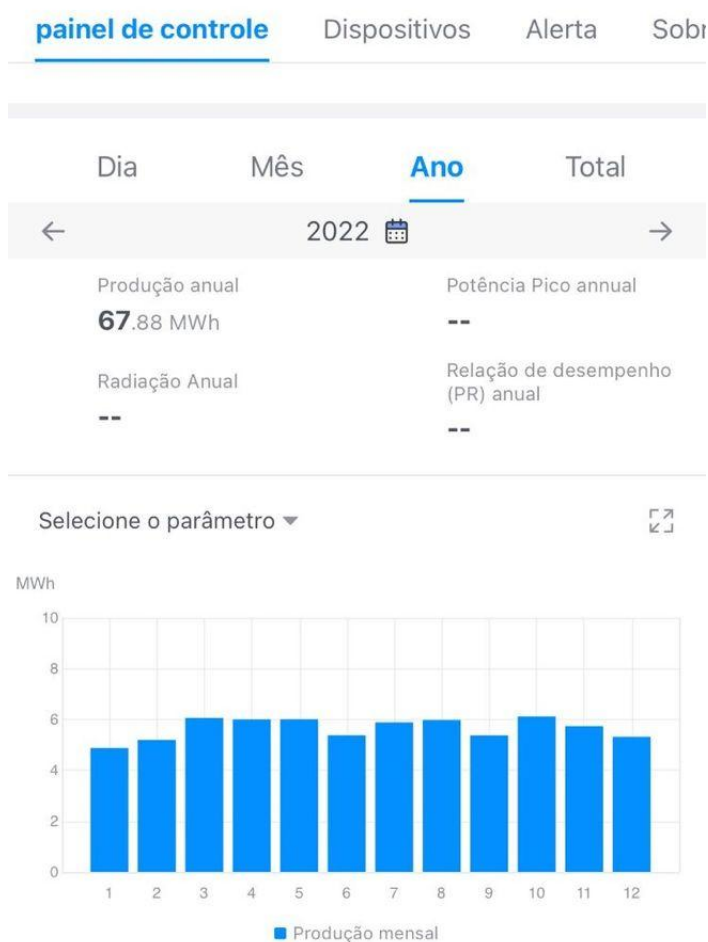 painel de controle Dispositivos Alerta Sobr
Dia Mês Ano Total
2022
Produção anual Potência Pico annual
67.88 MWh --
Radiação Anual Relação de desempenho
(PR) anual
-- --
Selecione o parâmetro
MWh
10
8
6
4
2
0
1 2 3 4 5 6 7 8 9 10 11 12
Produção mensal